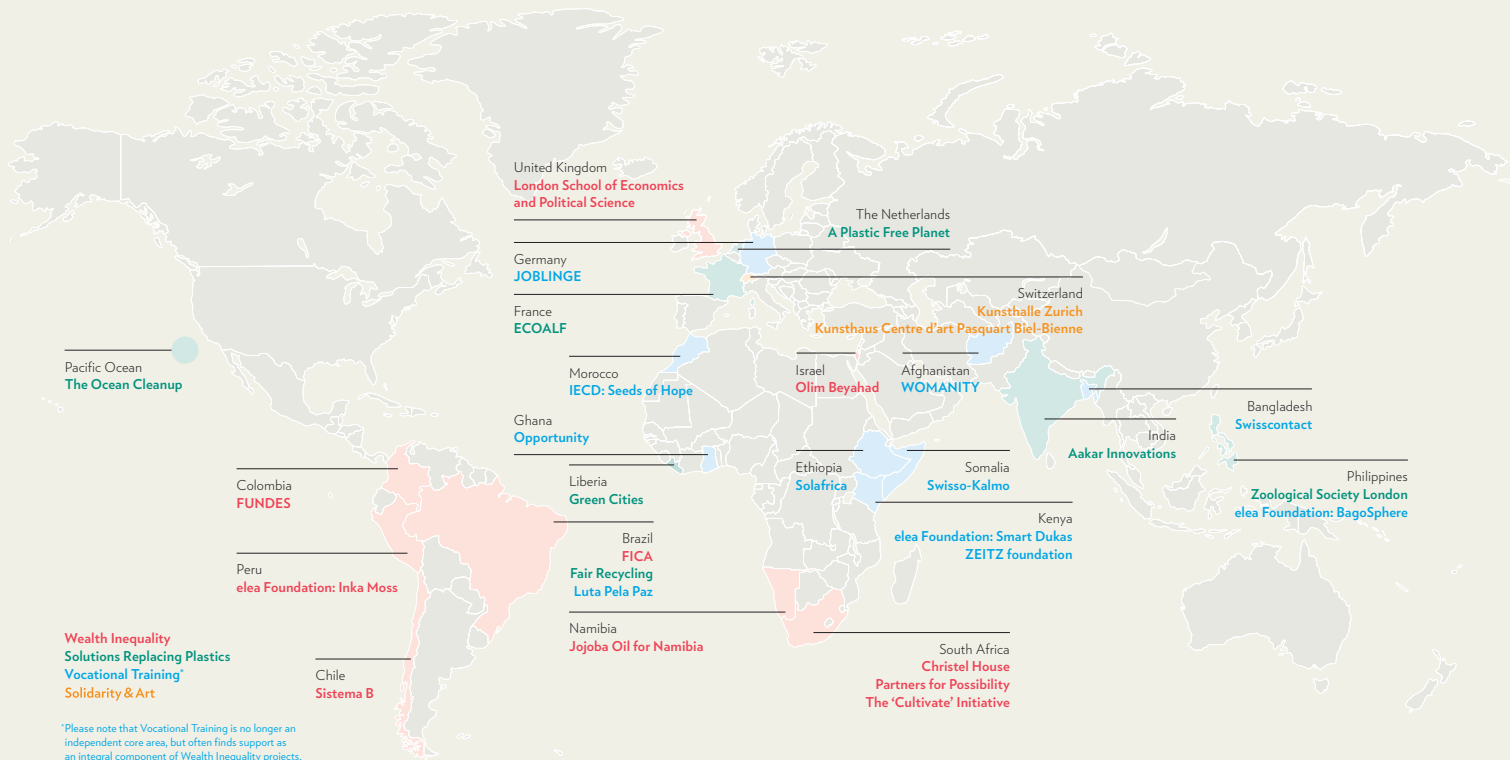 United Kingdom
London School of Economics
and Political Science
The Netherlands
A Plastic Free Planet
Germany
JOBLINGE
Switzerland
Kunsthalle Zurich
Kunsthaus Centre d'art Pasquart Biel-Bienne
France
ECOALF
Pacific Ocean
The Ocean Cleanup
Morocco
IECD: Seeds of Hope
Israel
Olim Beyahad
Afghanistan
WOMANITY
Bangladesh
Swisscontact
Ghana
Opportunity
India
Aakar Innovations
Colombia
FUNDES
Liberia
Green Cities
Ethiopia
Solafrica
Somalia
Swisso-Kalmo
Philippines
Zoological Society London
elea Foundation: BagoSphere
Kenya
elea Foundation: Smart Dukas
ZEITZ foundation
Brazil
FICA
Fair Recycling
Luta Pela Paz
Peru
elea Foundation: Inka Moss
Namibia
Jojoba Oil for Namibia
South Africa
Christel House
Partners for Possibility
The 'Cultivate' Initiative
Chile
Sistema B
Wealth Inequality
Solutions Replacing Plastics
Vocational Training*
Solidarity & Art
*Please note that Vocational Training is no longer an
independent core area, but often finds support as
an integral component of Wealth Inequality projects.